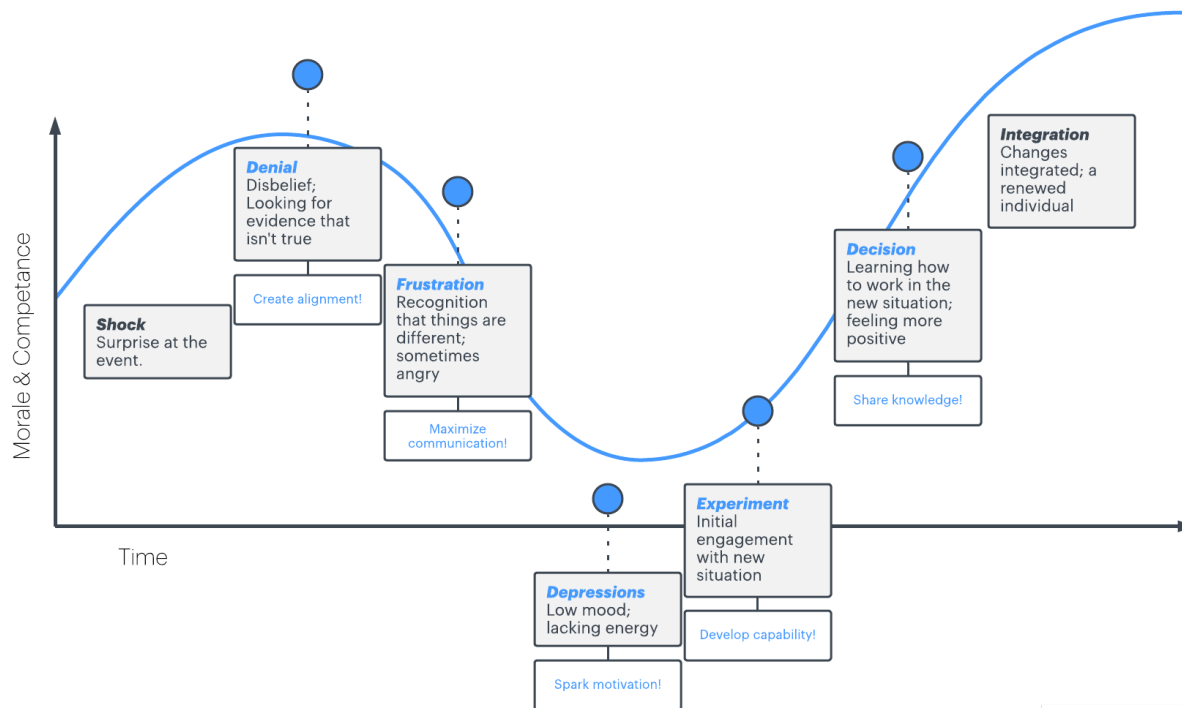 Morale & Competance
Time
Shock
Surprise at the
event.
Denial
Disbelief;
Looking for
evidence that
isn't true
Create alignment!
Frustration
Recognition
that things are
different;
sometimes
angry
Maximize
communication!
Depressions
Low mood;
lacking energy
Spark motivation!
Experiment
Initial
engagement
with new
situation
Develop capability!
Decision
Learning how
to work in the
new situation;
feeling more
positive
Share knowledge!
Integration
Changes
integrated; a
renewed
individual